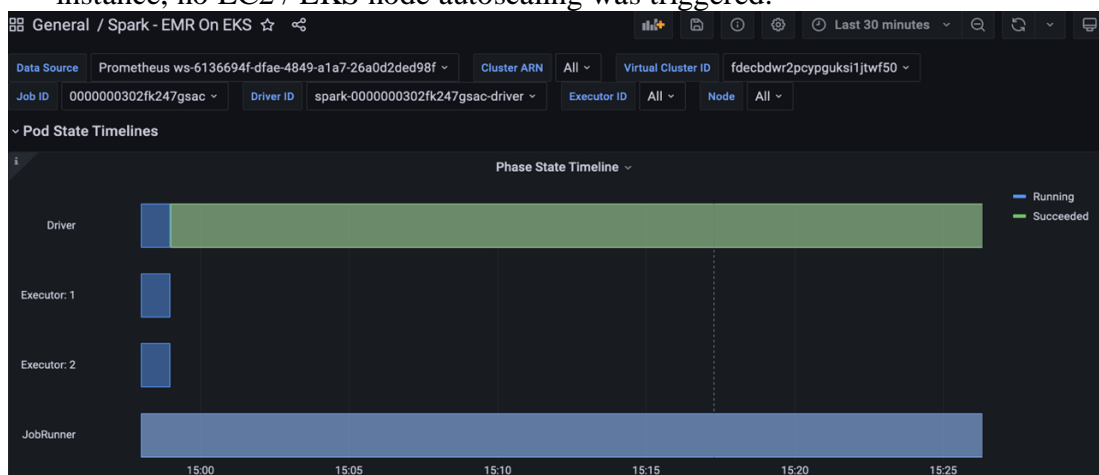 instance, no EC2 / EKS node autoscaling was triggered.
General / Spark - EMR On EKS Last 30 minutes
Data Source Prometheus ws-6136694f-dfae-4849-a1a7-26a0d2ded98f Cluster ARN All Virtual Cluster ID fdecbdwr2pcypguksi1jtwf50
Job ID 0000000302fk247gsac Driver ID spark-0000000302fk247gsac-driver Executor ID All Node All
Pod State Timelines
i
Phase State Timeline
Running
Succeeded
Driver
Executor: 1
Executor: 2
JobRunner
15:00 15:05 15:10 15:15 15:20 15:25